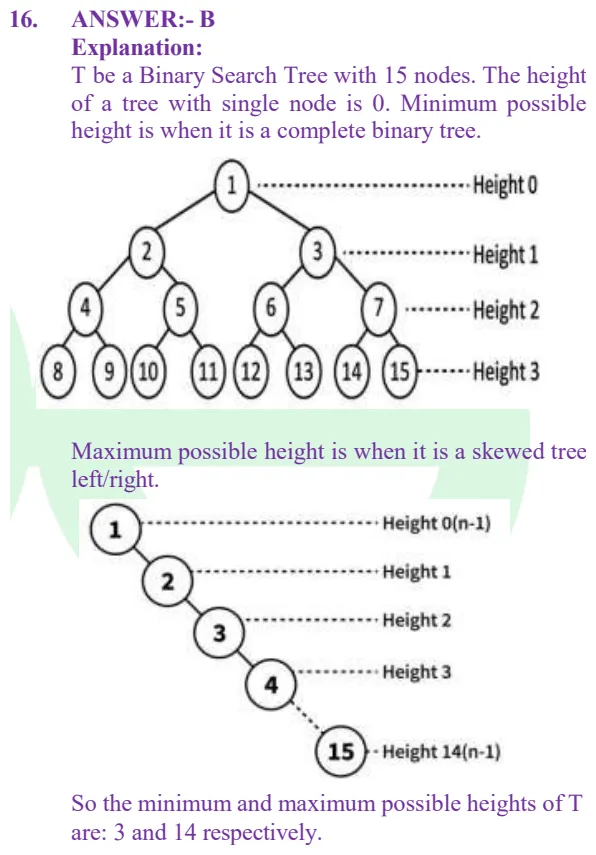 16. ANSWER:- B
Explanation:
T be a Binary Search Tree with 15 nodes. The height
of a tree with single node is 0. Minimum possible
height is when it is a complete binary tree.
1 Height 0
2 3 Height 1
4 5 6 7 Height 2
8 9 10 11 12 13 14 15 Height 3
Maximum possible height is when it is a skewed tree
left/right.
1 Height 0(n-1)
2 Height 1
3 Height 2
4 Height 3
15 Height 14(n-1)
So the minimum and maximum possible heights of T
are: 3 and 14 respectively.